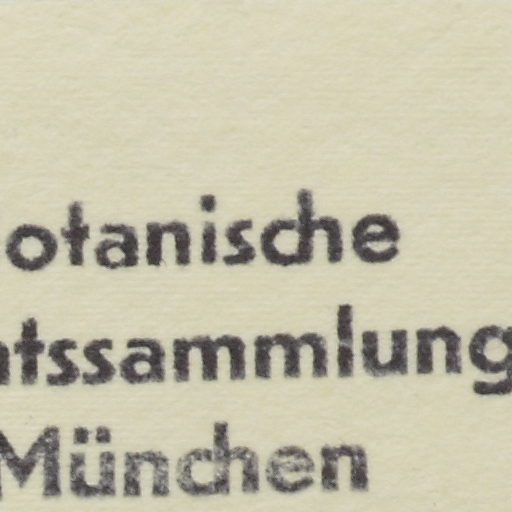 otanische
atssammlung
München